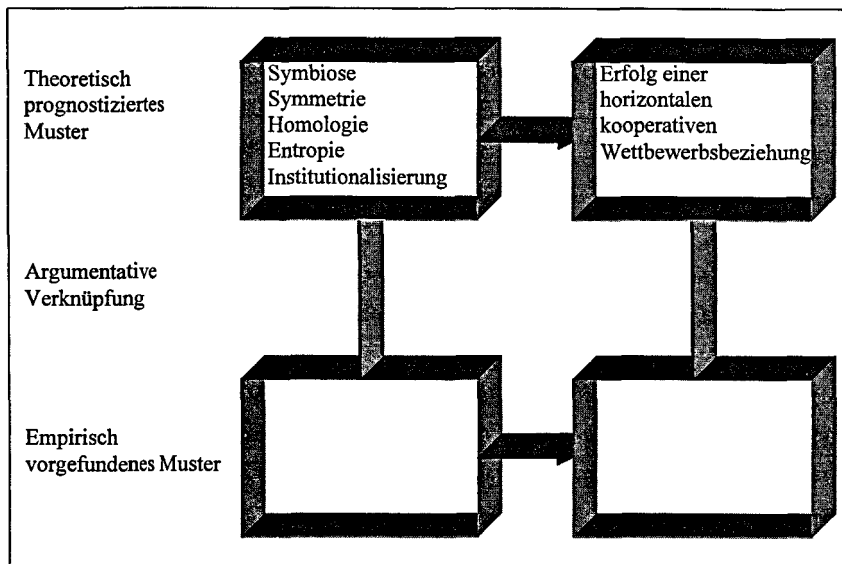 Theoretisch
prognostiziertes
Muster
Symbiose
Symmetrie
Homologie
Entropie
Institutionalisierung
Erfolg einer
horizontalen
kooperativen
Wettbewerbsbeziehung
Argumentative
Verknüpfung
Empirisch
vorgefundenes Muster